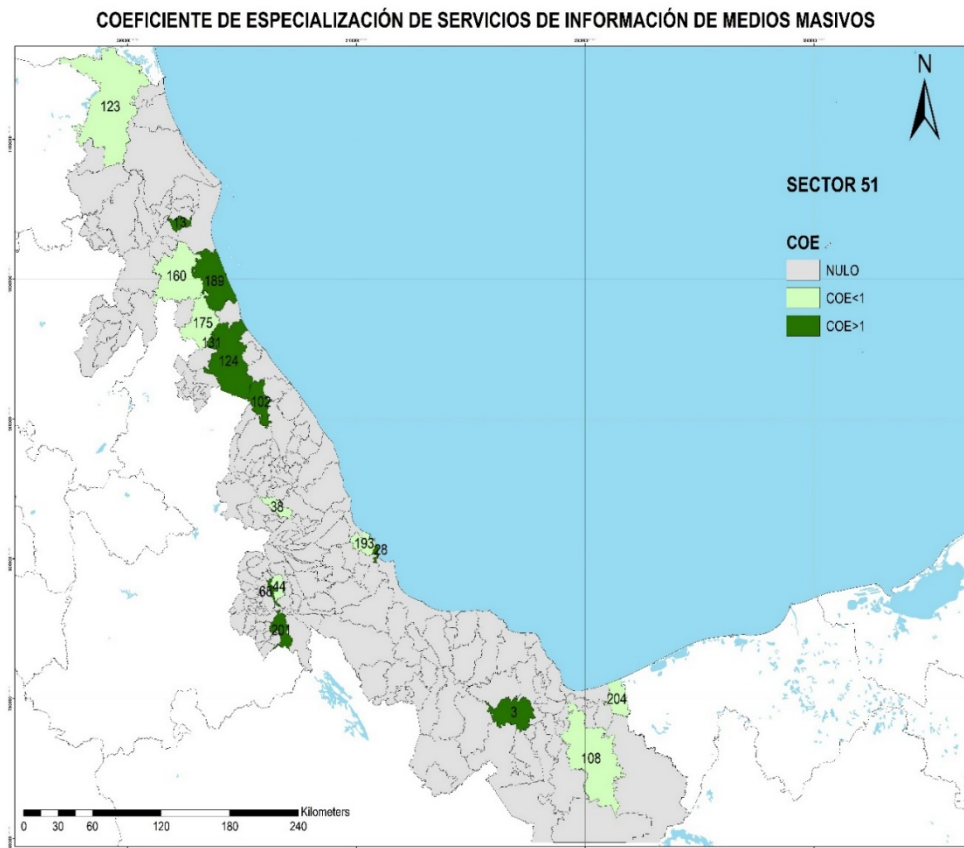 COEFICIENTE DE ESPECIALIZACIÓN DE SERVICIOS DE INFORMACIÓN DE MEDIOS MASIVOS
N
123
SECTOR 51
13
COE
160
189
NULO
COE<1
175
131
COE>1
124
102
38
193
28
44
68
201
204
3
108
Kilometers
0 30 60 120 180 240